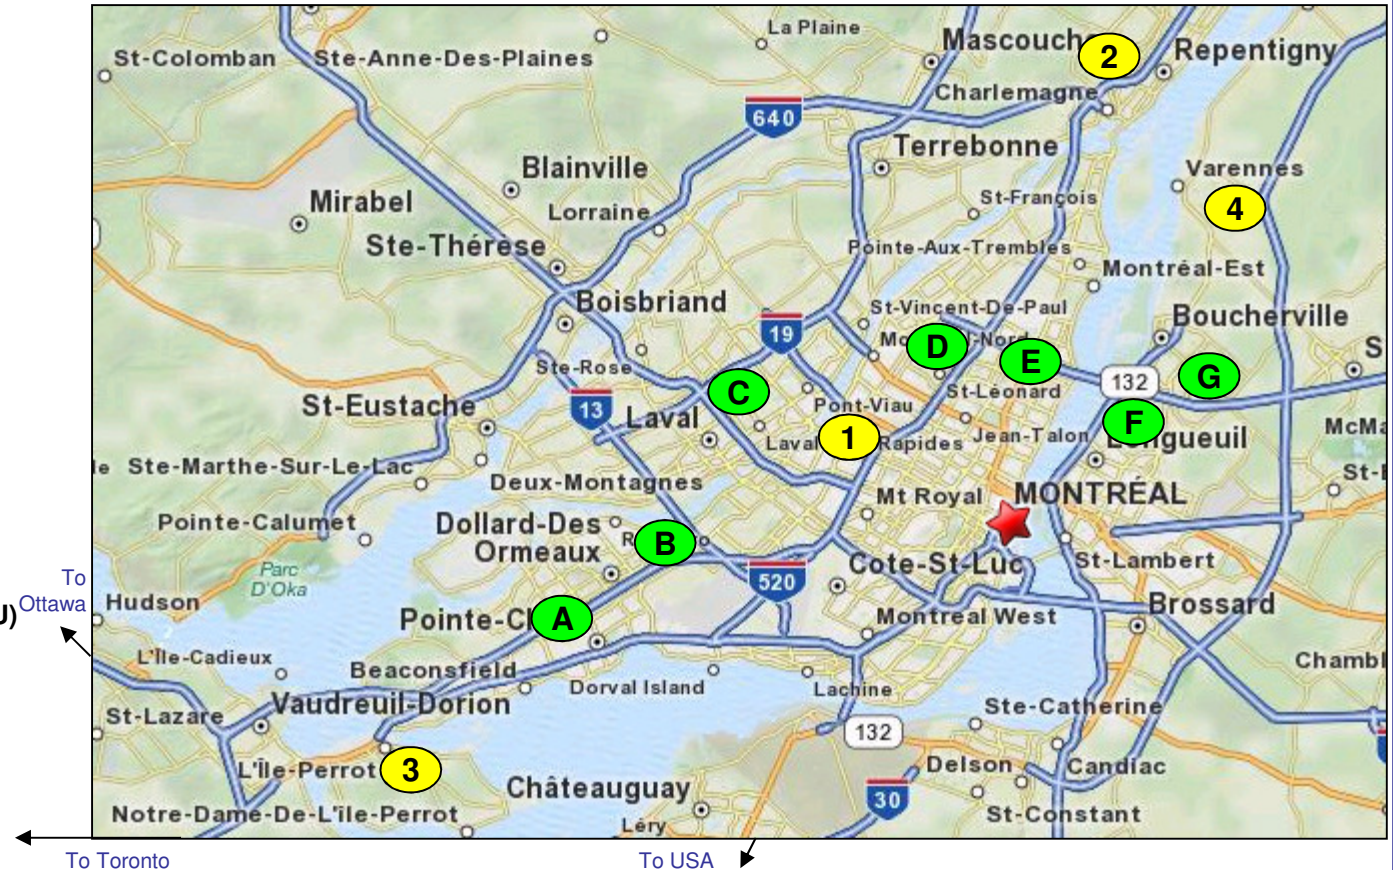 La Plaine
St-Colomban
Ste-Anne-Des-Plaines
Mascouche
2
Repentigny
Charlemagne
640
Terrebonne
Blainville
Varennes
Mirabel
Lorraine
St-François
4
Ste-Thérèse
Pointe-Aux-Trembles
Montréal-Est
Boisbriand
St-Vincent-De-Paul
Boucherville
19
D
E
Ste-Rose
132
G
C
St-Léonard
St-Eustache
13
Laval
Pont-Viau
F
1
Laval
Rapides
Jean-Talon
Longueuil
Ste-Marthe-Sur-Le-Lac
Deux-Montagnes
Mt Royal
MONTRÉAL
Pointe-Calumet
Dollard-Des
Ormeaux
B
Cote-St-Luc
St-Lambert
Parc
D'Oka
520
To
Ottawa
Hudson
A
Montreal West
Brossard
L'Île-Cadieux
Beaconsfield
Dorval Island
Lachine
St-Lazare
Vaudreuil-Dorion
Ste-Catherine
132
L'Île-Perrot
3
Delson
Candiac
Châteauguay
30
Notre-Dame-De-L'île-Perrot
Léry
St-Constant
To Toronto
To USA